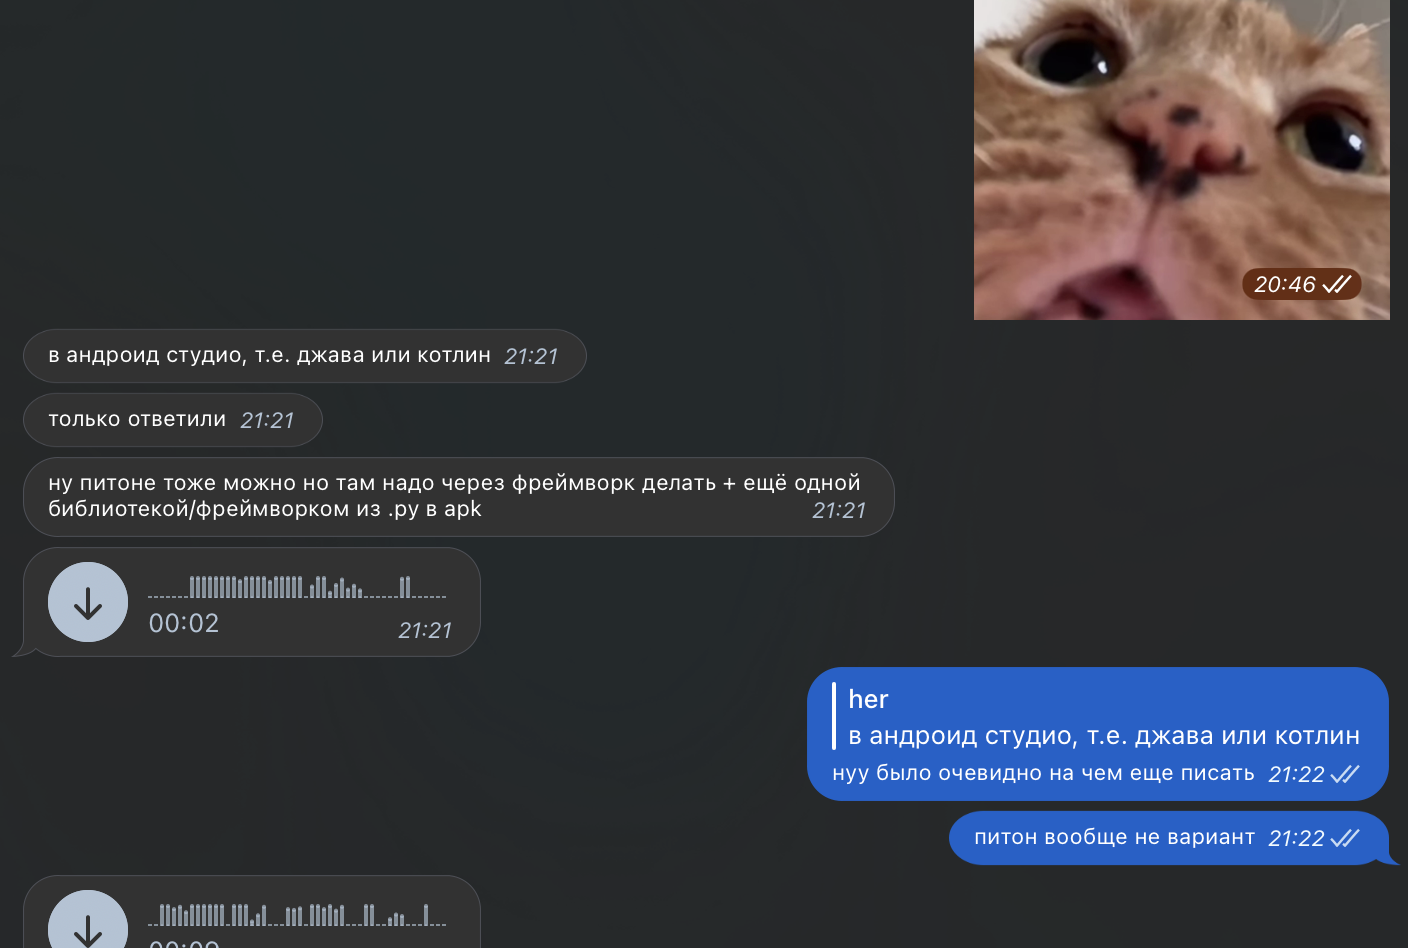 20:46
в андроид студио, т.е. джава или котлин 21:21
только ответили 21:21
ну питоне тоже можно но там надо через фреймворк делать + ещё одной
библиотекой/фреймворком из .py в apk 21:21
00:02 21:21
her
в андроид студио, т.е. джава или котлин
нуу было очевидно на чем еще писать 21:22
питон вообще не вариант 21:22